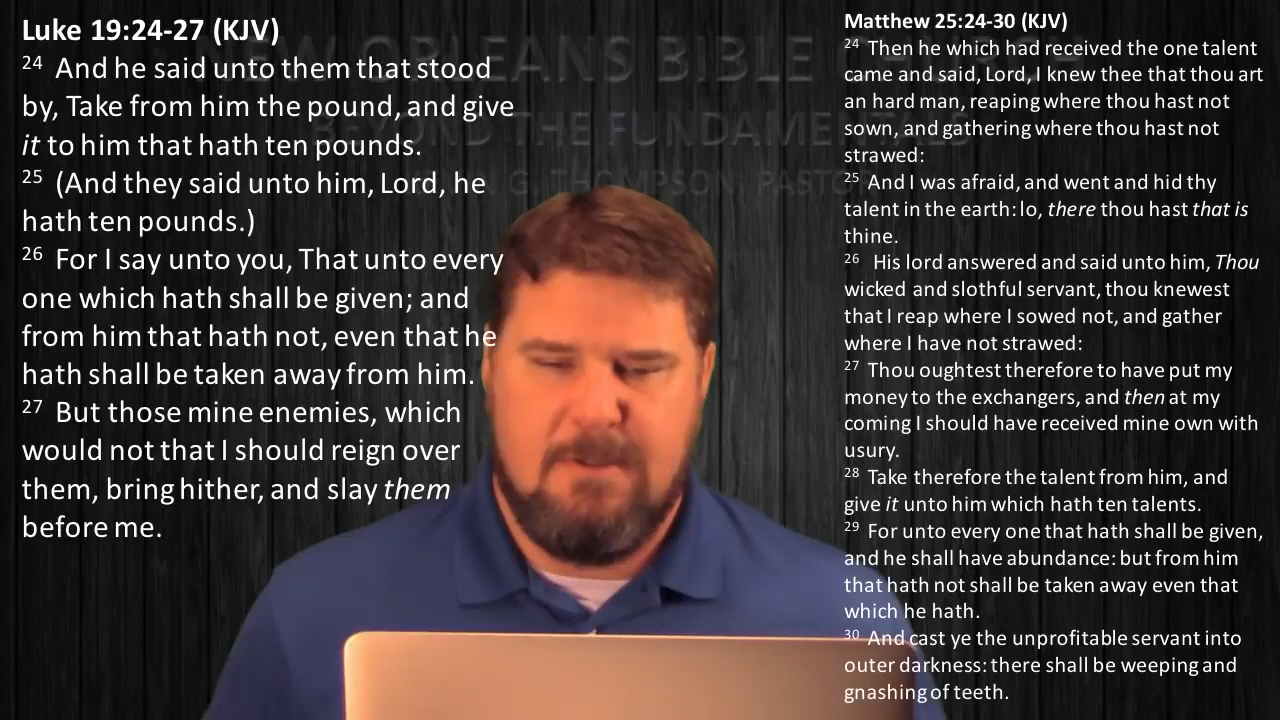 NEW ORLEANS BIBLE
BEYOND THE FUNDAMENTALS
G. THOMPSON, PASTO
Luke 19:24-27 (KJV)
24 And he said unto them that stood
by, Take from him the pound, and give
it to him that hath ten pounds.
25 (And they said unto him, Lord, he
hath ten pounds.)
26 For I say unto you, That unto every
one which hath shall be given; and
from him that hath not, even that he
hath shall be taken away from him.
27 But those mine enemies, which
would not that I should reign over
them, bring hither, and slay them
before me.
Matthew 25:24-30 (KJV)
24 Then he which had received the one talent
came and said, Lord, I knew thee that thou art
an hard man, reaping where thou hast not
sown, and gathering where thou hast not
strawed:
25 And I was afraid, and went and hid thy
talent in the earth: lo, there thou hast that is
thine.
26 His lord answered and said unto him, Thou
wicked and slothful servant, thou knewest
that I reap where I sowed not, and gather
where I have not strawed:
27 Thou oughtest therefore to have put my
money to the exchangers, and then at my
coming I should have received mine own with
usury.
28 Take therefore the talent from him, and
give it unto him which hath ten talents.
29 For unto every one that hath shall be given,
and he shall have abundance: but from him
that hath not shall be taken away even that
which he hath.
30 And cast ye the unprofitable servant into
outer darkness: there shall be weeping and
gnashing of teeth.